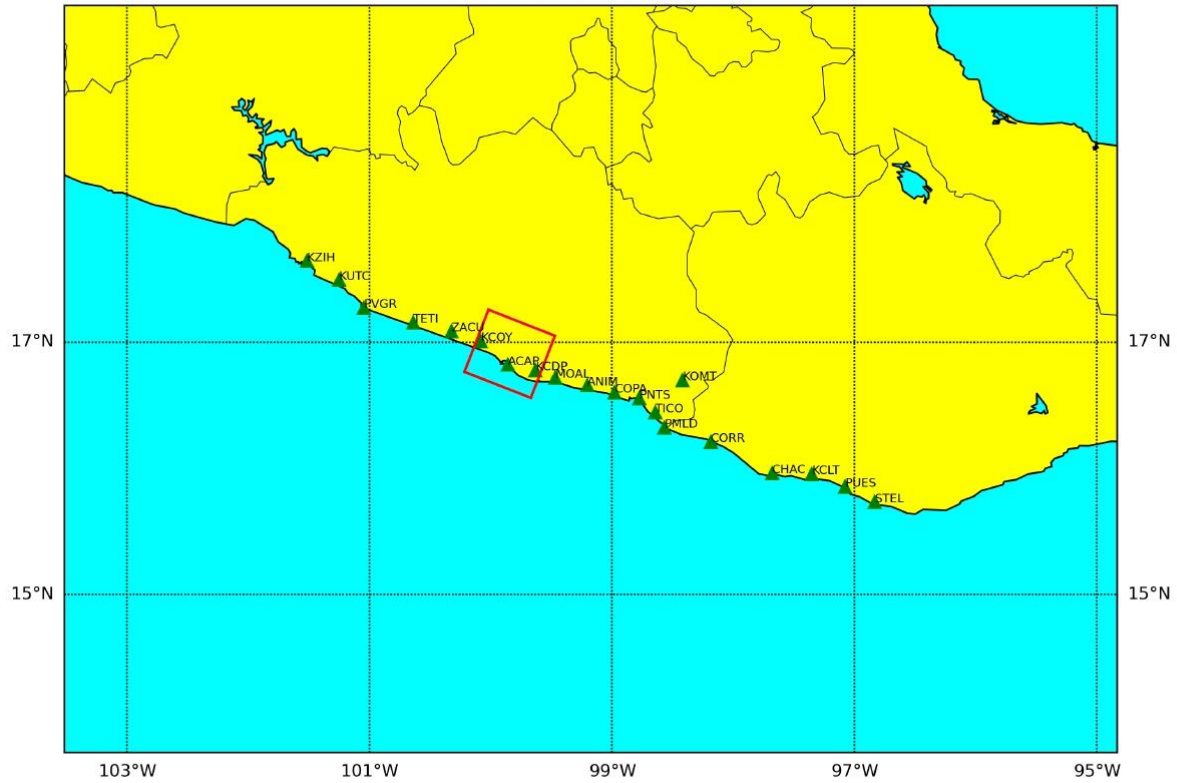 KZIH
KUTC
PVGR
TETI
ZACU
KCOY
17°N
17°N
ACAP
KCDP
MOAL
ANIM
KOMT
COPA
PNTS
TICO
PMLD
CORR
CHAC
KCLT
PUES
STEL
15°N
15°N
103°W
101°W
99°W
97°W
95°W